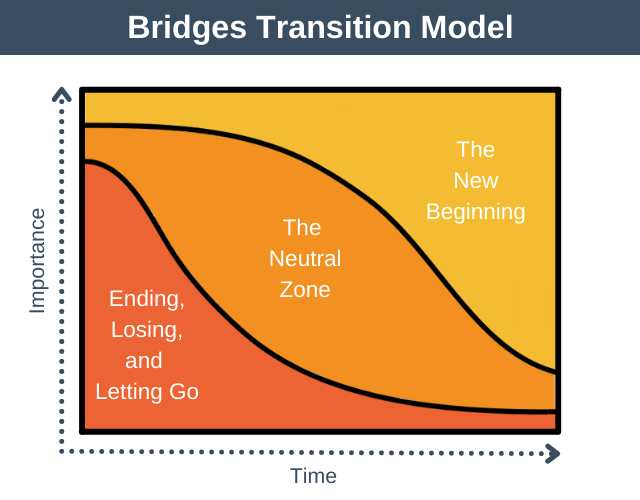 Bridges Transition Model
The
New
Beginning
The
Neutral
Zone
Ending,
Losing,
and
Letting Go
Importance
Time